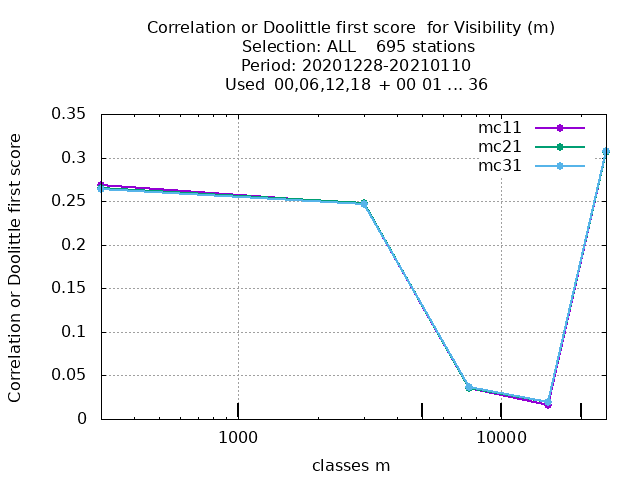 Correlation or Doolittle first score  for Visibility (m)
Selection: ALL    695 stations
Period: 20201228-20210110
Used  00,06,12,18 + 00 01 ... 36
Correlation or Doolittle first score
0.35
0.3
0.25
0.2
0.15
0.1
0.05
0
mc11
mc21
mc31
1000
10000
classes m